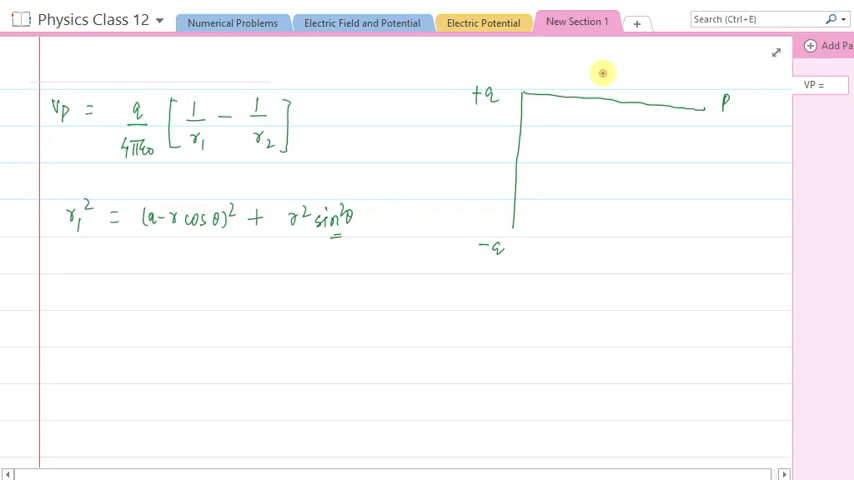 Physics Class 12
Numerical Problems
Electric Field and Potential
Electric Potential
New Section 1
+
Search (Ctrl+E)
Add Pa
VP =
VP = q/4πε0 [1/r1 - 1/r2]
+q
P
r1² = (a-r cosθ)² + r² sin²θ
-q